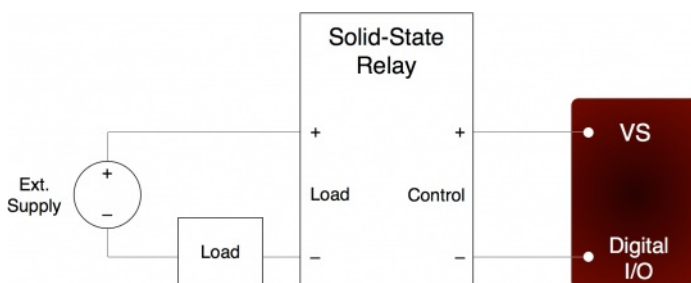 Solid-State
Relay
+ + VS
+
Ext.
Supply
Load Control
−
Load
− − Digital
I/O